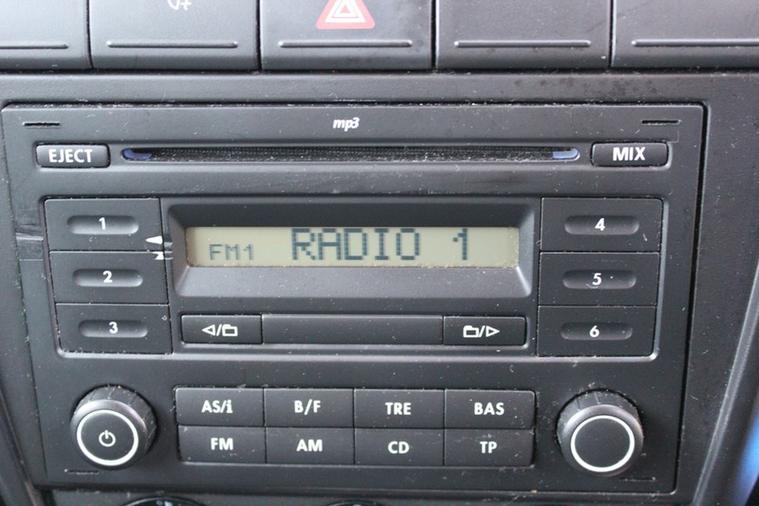 mp3
EJECT
MIX
1
4
FM1 RADIO 1
2
5
3
6
AS/i B/F TRE BAS
FM AM CD TP